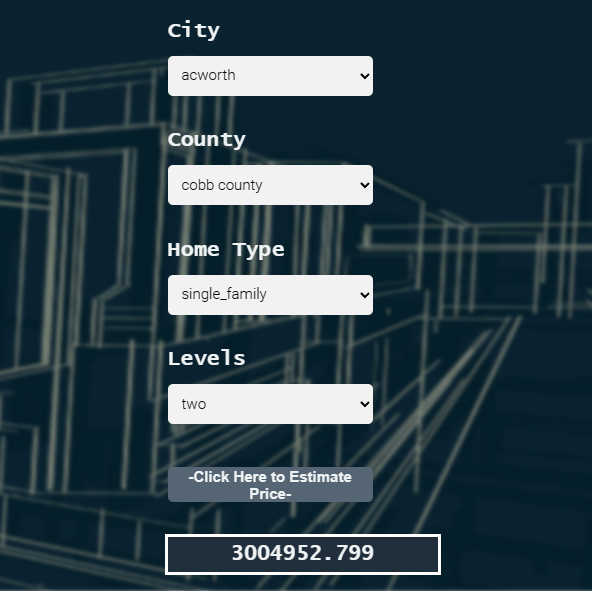 City
acworth
County
cobb county
Home Type
single_family
Levels
two
-Click Here to Estimate
Price-
3004952.799